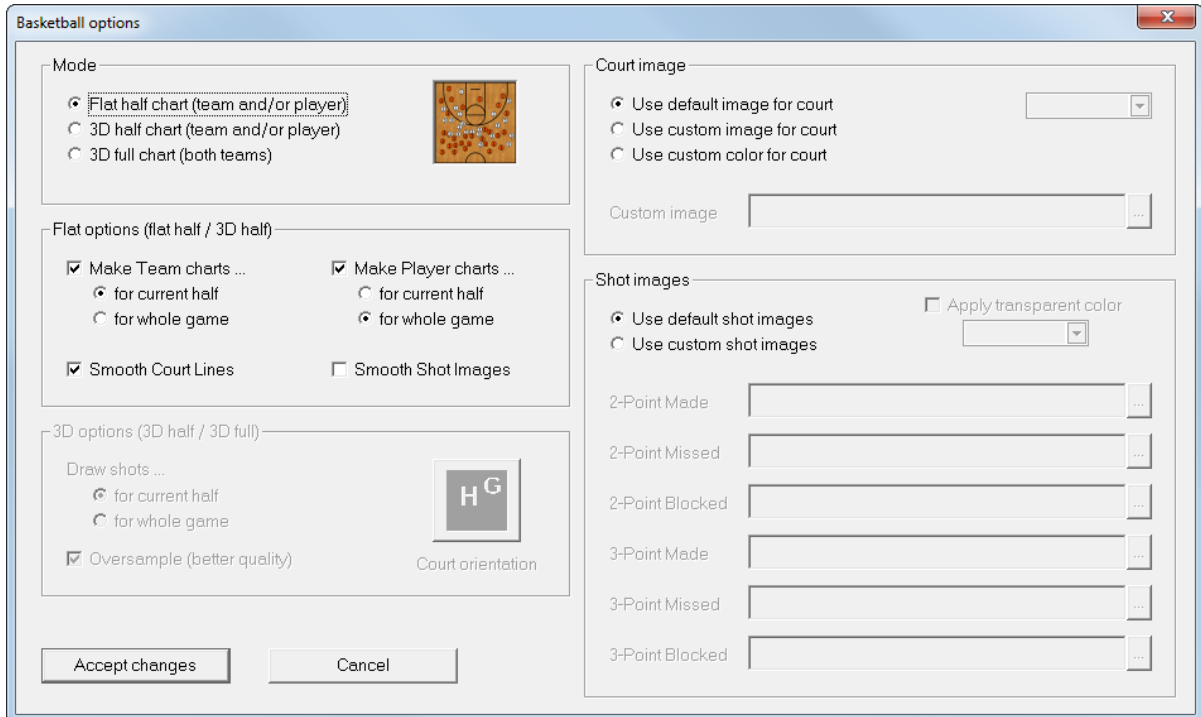 Basketball options
Mode
Flat half chart (team and/or player)
3D half chart (team and/or player)
3D full chart (both teams)
Flat options (flat half / 3D half)
Make Team charts ...
for current half
for whole game
Make Player charts ...
for current half
for whole game
Smooth Court Lines
Smooth Shot Images
3D options (3D half / 3D full)
Draw shots ...
for current half
for whole game
Oversample (better quality)
H G
Court orientation
Accept changes
Cancel
Court image
Use default image for court
Use custom image for court
Use custom color for court
Custom image
...
Shot images
Use default shot images
Use custom shot images
Apply transparent color
2-Point Made
...
2-Point Missed
...
2-Point Blocked
...
3-Point Made
...
3-Point Missed
...
3-Point Blocked
...